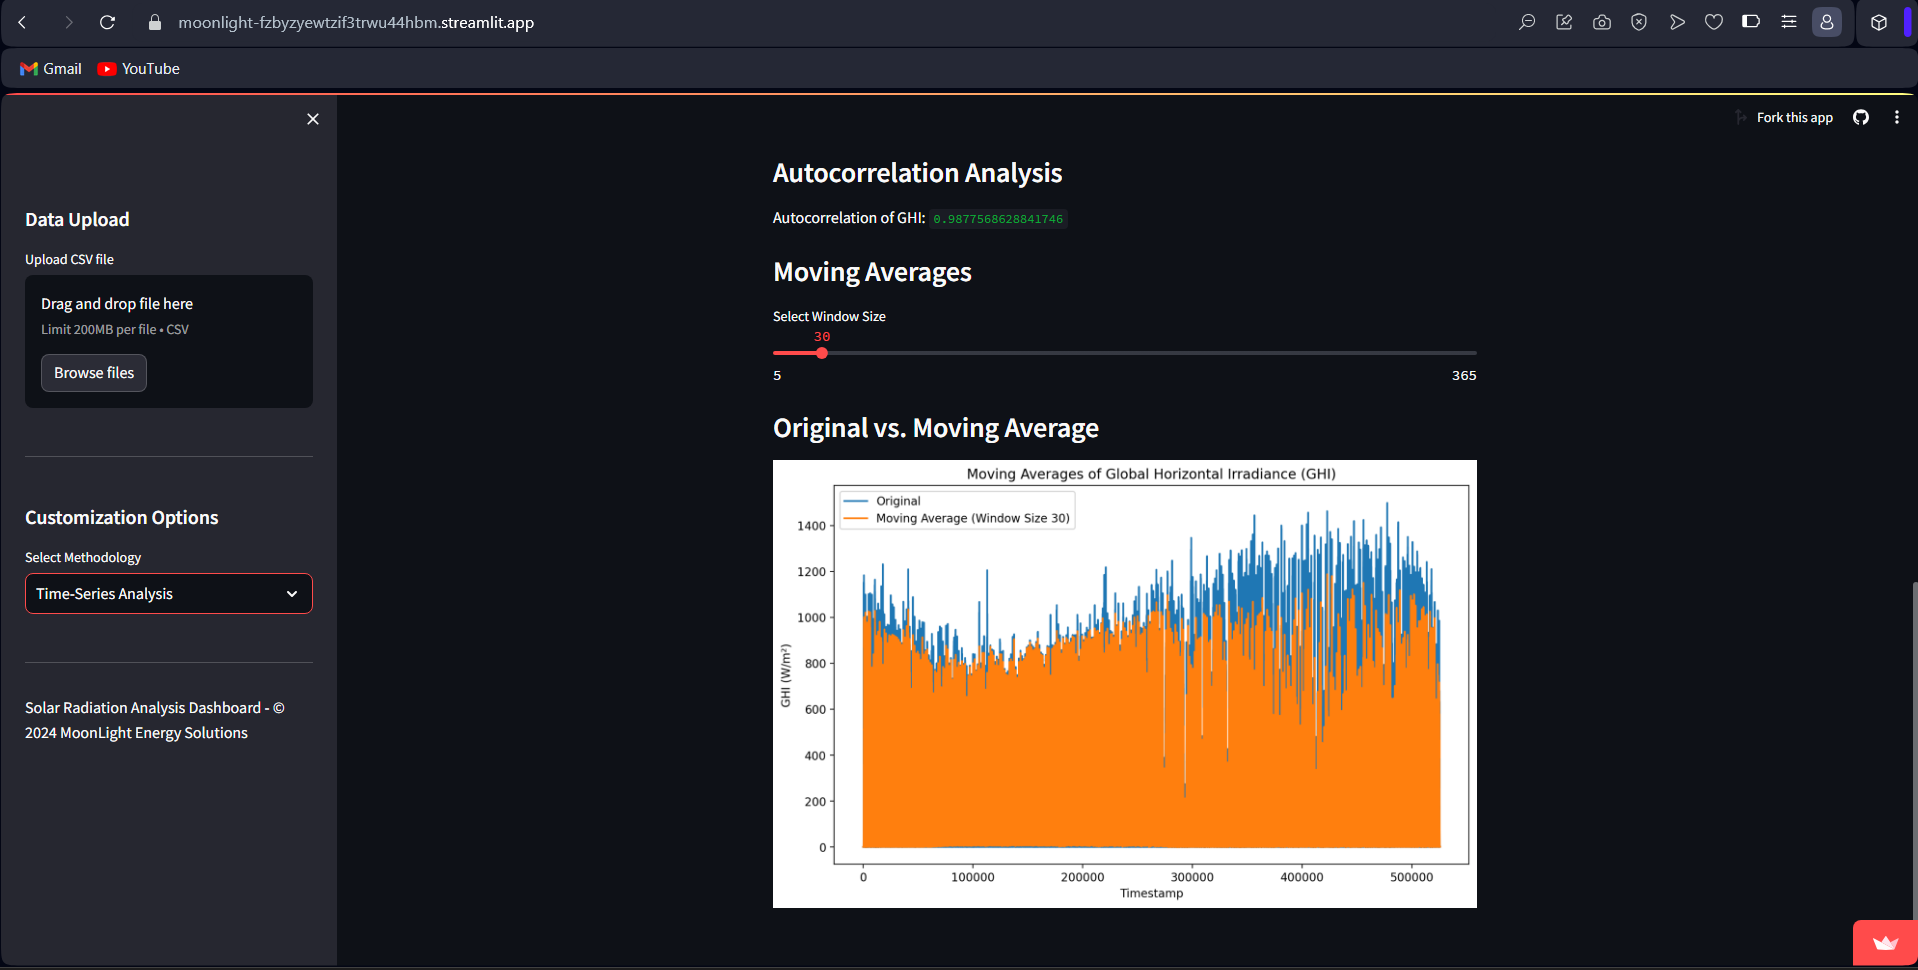 moonlight-fzbyzyewtzif3trwu44hbm.streamlit.app
Gmail
YouTube
Fork this app
Data Upload
Upload CSV file
Drag and drop file here
Limit 200MB per file • CSV
Browse files
Customization Options
Select Methodology
Time-Series Analysis
Solar Radiation Analysis Dashboard - ©
2024 MoonLight Energy Solutions
Autocorrelation Analysis
Autocorrelation of GHI: 0.9877568628841746
Moving Averages
Select Window Size
30
5
365
Original vs. Moving Average
Moving Averages of Global Horizontal Irradiance (GHI)
Original
Moving Average (Window Size 30)
GHI (W/m²)
1400
1200
1000
800
600
400
200
0
0
100000
200000
300000
400000
500000
Timestamp